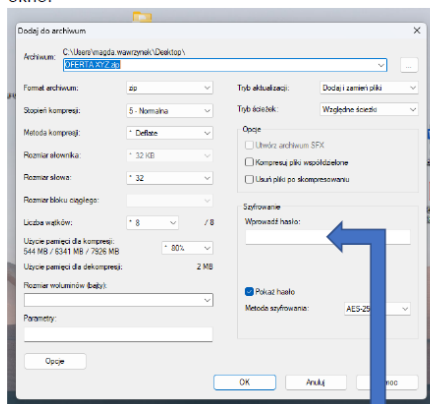 okno.
Dodaj do archiwum
Archiwum: C:\Users\magda.wawrzynek\Desktop\
OFERTA XYZ.zip
...
Format archiwum: zip
Stopień kompresji: 5 - Normalna
Metoda kompresji: * Deflate
Rozmiar słownika: * 32 KB
Rozmiar słowa: * 32
Rozmiar bloku ciągłego:
Liczba wątków: * 8 / 8
Użycie pamięci dla kompresji:
544 MB / 6341 MB / 7926 MB * 80%
Użycie pamięci dla dekompresji: 2 MB
Rozmiar woluminów (bajty):
Parametry:
Opcje
Tryb aktualizacji: Dodaj i zamień pliki
Tryb ścieżek: Względne ścieżki
Opcje
Utwórz archiwum SFX
Kompresuj pliki współdzielone
Usuń pliki po skompresowaniu
Szyfrowanie
Wprowadź hasło:
Pokaż hasło
Metoda szyfrowania: AES-25
OK Anuluj